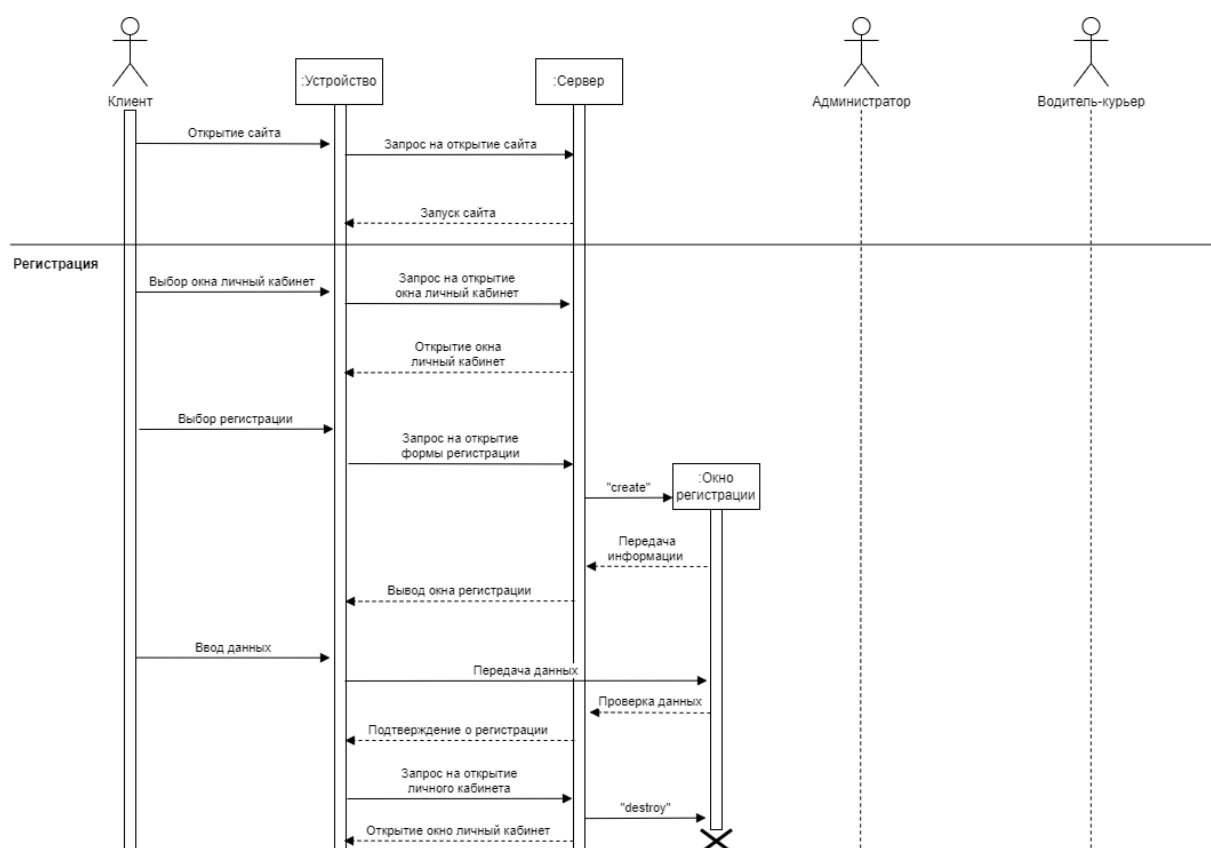 Клиент
:Устройство
:Сервер
Администратор
Водитель-курьер
Открытие сайта
Запрос на открытие сайта
Запуск сайта
Регистрация
Выбор окна личный кабинет
Запрос на открытие
окна личный кабинет
Открытие окна
личный кабинет
Выбор регистрации
Запрос на открытие
формы регистрации
:Окно
регистрации
"create"
Передача
информации
Вывод окна регистрации
Ввод данных
Передача данных
Проверка данных
Подтверждение о регистрации
Запрос на открытие
личного кабинета
"destroy"
Открытие окно личный кабинет